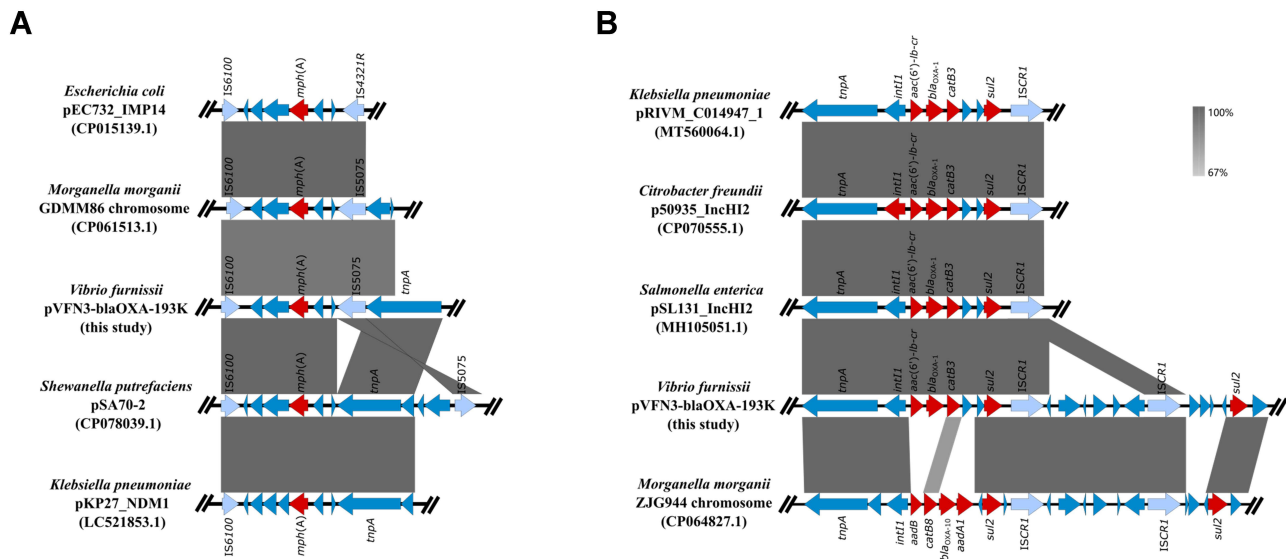 A
IS6100
mph(A)
IS4321R
Escherichia coli
pEC732_IMP14
(CP015139.1)
IS6100
mph(A)
IS5075
Morganella morganii
GDMM86 chromosome
(CP061513.1)
IS6100
mph(A)
IS5075
tnpA
Vibrio furnissii
pVFN3-blaOXA-193K
(this study)
IS6100
mph(A)
tnpA
IS5075
Shewanella putrefaciens
pSA70-2
(CP078039.1)
Klebsiella pneumoniae
pKP27_NDM1
(LC521853.1)
IS6100
mph(A)
tnpA
B
tnpA
intI1
aac(6')-Ib-cr
blaOXA-1
catB3
sul2
ISCR1
Klebsiella pneumoniae
pRIVM_C014947_1
(MT560064.1)
100%
67%
tnpA
intI1
aac(6')-Ib-cr
blaOXA-1
catB3
sul2
ISCR1
Citrobacter freundii
p50935_IncHI2
(CP070555.1)
tnpA
intI1
aac(6')-Ib-cr
blaOXA-1
catB3
sul2
ISCR1
Salmonella enterica
pSL131_IncHI2
(MH105051.1)
tnpA
intI1
aac(6')-Ib-cr
blaOXA-1
catB3
sul2
ISCR1
ISCR1
sul2
Vibrio furnissii
pVFN3-blaOXA-193K
(this study)
Morganella morganii
ZJG944 chromosome
(CP064827.1)
tnpA
intI1
aadB
catB8
blaOXA-10
aadA1
sul2
ISCR1
ISCR1
sul2